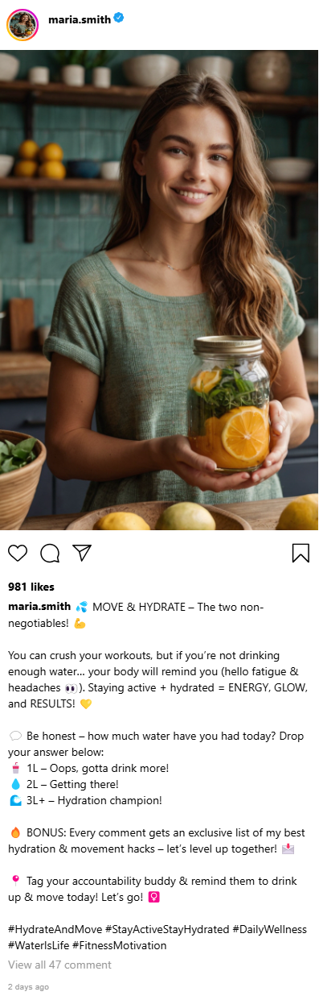 maria.smith
981 likes
maria.smith 💦 MOVE & HYDRATE – The two non-
negotiables! 💪
You can crush your workouts, but if you're not drinking
enough water… your body will remind you (hello fatigue &
headaches 👀). Staying active + hydrated = ENERGY, GLOW,
and RESULTS! 💛
💬 Be honest – how much water have you had today? Drop
your answer below:
🥤 1L – Oops, gotta drink more!
💧 2L – Getting there!
🌊 3L+ – Hydration champion!
🔥 BONUS: Every comment gets an exclusive list of my best
hydration & movement hacks – let's level up together! 📩
📍 Tag your accountability buddy & remind them to drink
up & move today! Let's go! ♀️
#HydrateAndMove #StayActiveStayHydrated #DailyWellness
#WaterIsLife #FitnessMotivation
View all 47 comment
2 days ago